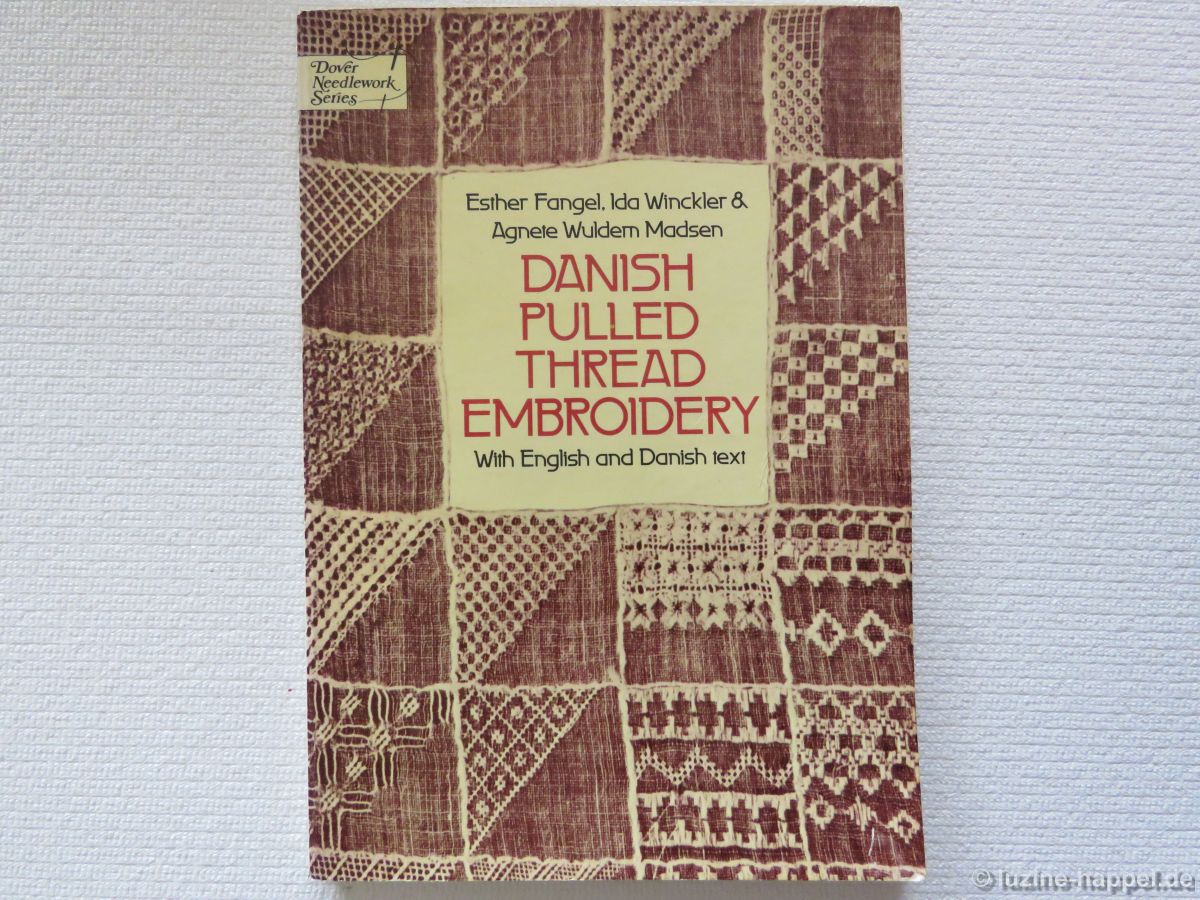 Dover
Needlework
Series
Esther Fangel, Ida Winckler &
Agnete Wuldem Madsen
DANISH
PULLED
THREAD
EMBROIDERY
With English and Danish text
© luzine-happel.de